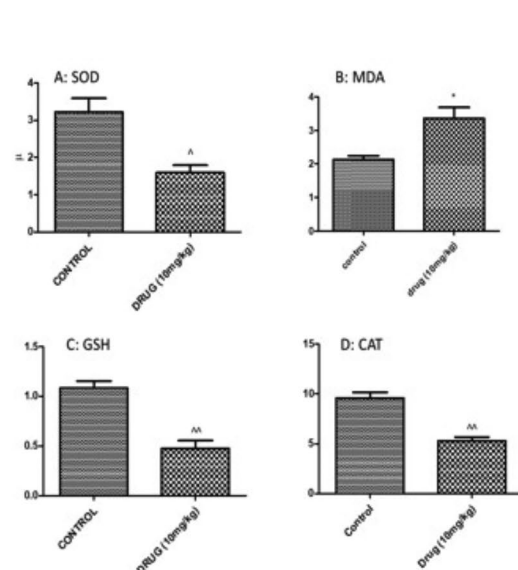 A: SOD
4
3
2
1
0
μ
^
CONTROL
DRUG (10mg/kg)
B: MDA
4
3
2
1
0
*
control
drug (10mg/kg)
C: GSH
1.5
1.0
0.5
0.0
^^
CONTROL
DRUG (10mg/kg)
D: CAT
15
10
5
0
^^
Control
Drug (10mg/kg)